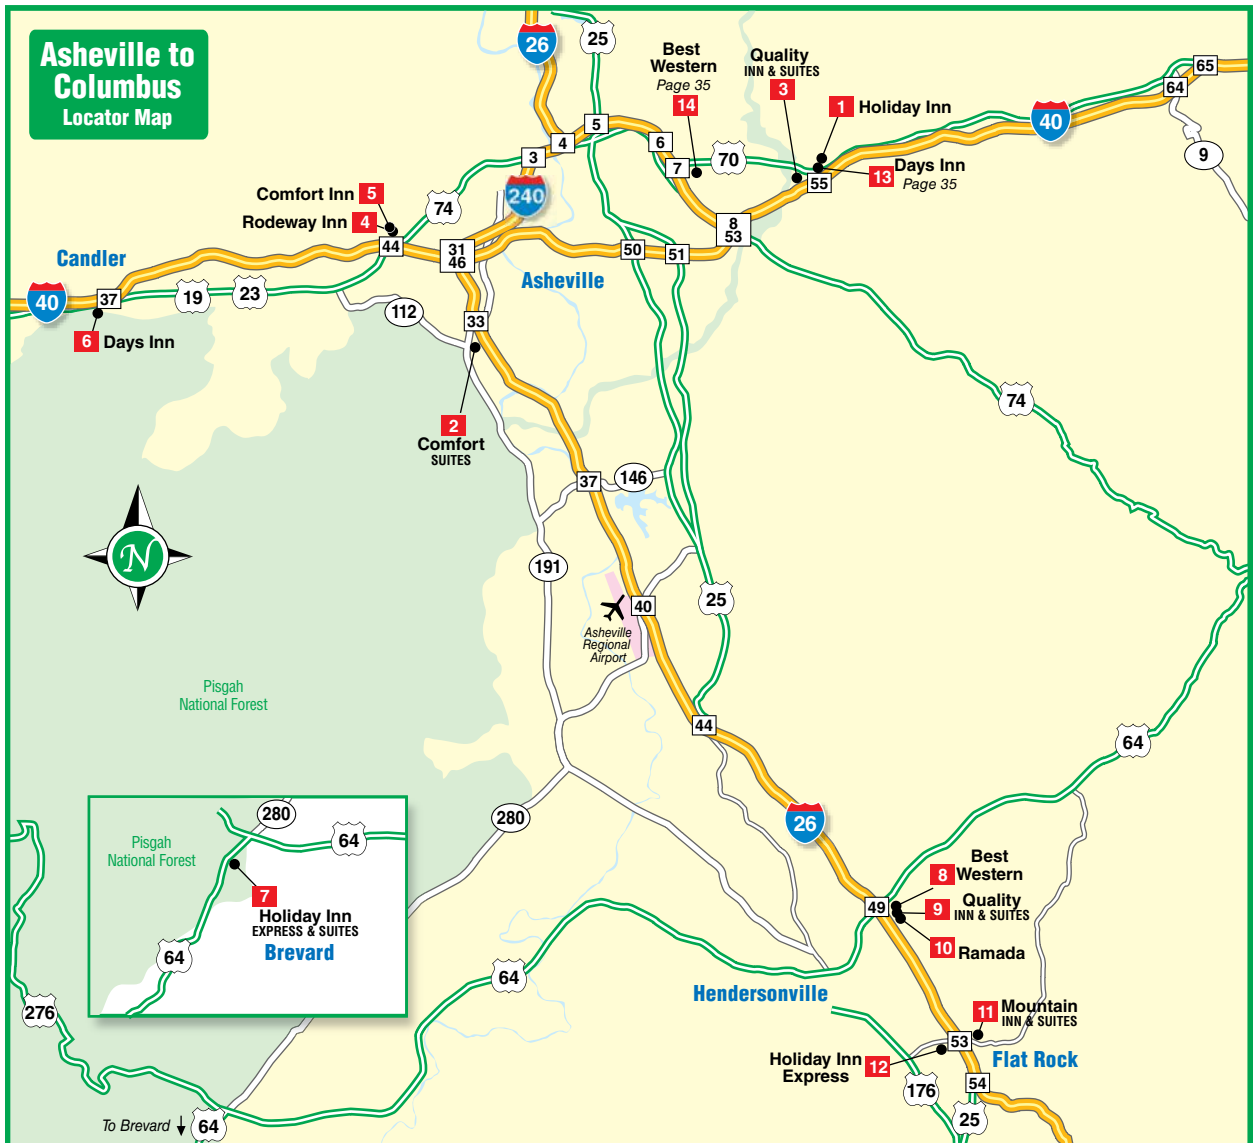 Asheville to
Columbus
Locator Map
26
25
Best
Western
Page 35
14
Quality
INN & SUITES
3
1 Holiday Inn
40
65
64
9
5
4
3
6
7
70
13 Days Inn
Page 35
55
240
Comfort Inn 5
Rodeway Inn 4
74
44
31
46
8
53
50
51
Candler
Asheville
40
37
19
23
112
33
6 Days Inn
2
Comfort
SUITES
74
37
146
N
191
40
25
Asheville
Regional
Airport
Pisgah
National Forest
44
64
26
280
280
Pisgah
National Forest
64
7
Holiday Inn
EXPRESS & SUITES
Brevard
64
8 Best
Western
49
9 Quality
INN & SUITES
10 Ramada
64
276
Hendersonville
11 Mountain
INN & SUITES
53
Holiday Inn
Express
12
Flat Rock
54
176
25
To Brevard
64